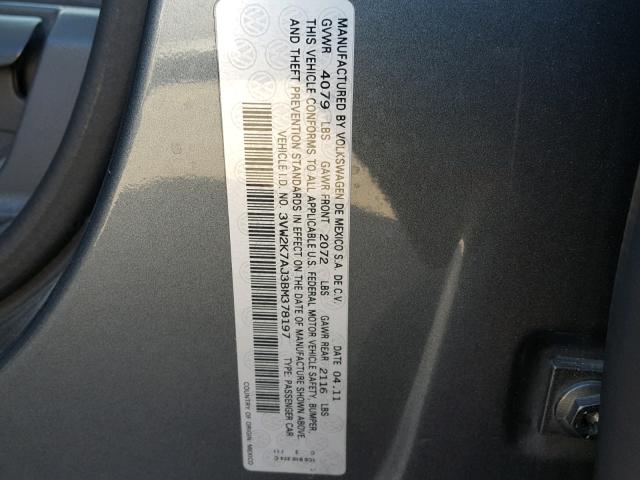 MANUFACTURED BY VOLKSWAGEN DE MEXICO S.A. DE C.V. DATE 04.11
GVWR 4079 LBS GAWR FRONT 2072 LBS GAWR REAR 2116 LBS
THIS VEHICLE CONFORMS TO ALL APPLICABLE U.S. FEDERAL MOTOR VEHICLE SAFETY, BUMPER,
AND THEFT PREVENTION STANDARDS IN EFFECT ON THE DATE OF MANUFACTURE SHOWN ABOVE.
VEHICLE I.D. NO. 3VW2K7AJ3BM378197 TYPE: PASSENGER CAR
COUNTRY OF ORIGIN: MEXICO